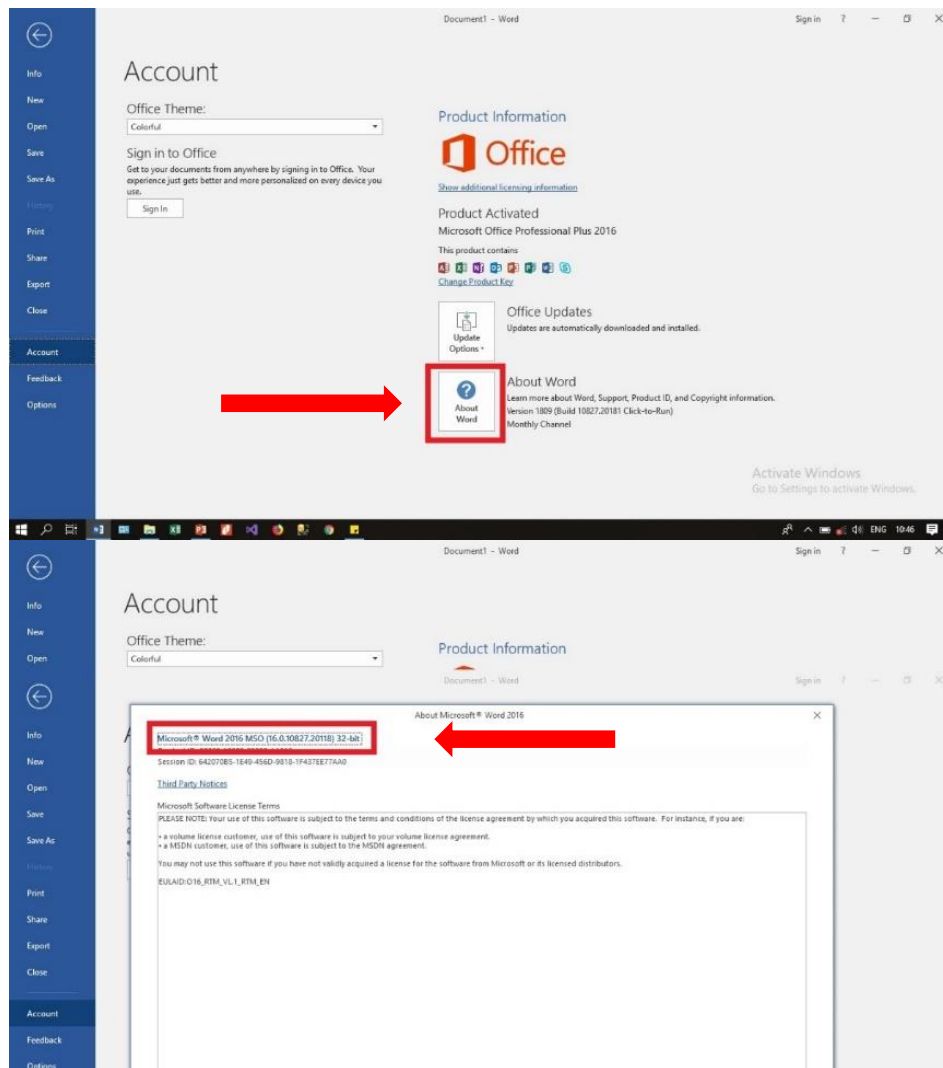 Document1 - Word
Sign in ?
Account
Info
New
Open
Save
Save As
History
Print
Share
Export
Close
Account
Feedback
Options
Office Theme:
Colorful
Sign in to Office
Get to your documents from anywhere by signing in to Office. Your
experience just gets better and more personalized on every device you
use.
Sign In
Product Information
Office
Show additional licensing information
Product Activated
Microsoft Office Professional Plus 2016
This product contains
Change Product Key
Update
Options
Office Updates
Updates are automatically downloaded and installed.
About
Word
About Word
Learn more about Word, Support, Product ID, and Copyright information.
Version 1809 (Build 10827.20181 Click-to-Run)
Monthly Channel
Activate Windows
Go to Settings to activate Windows.
ENG 10:46
Document1 - Word
Sign in ?
Account
Info
New
Open
Office Theme:
Colorful
Product Information
Document1 - Word
Sign in ?
Info
New
Open
Save
Save As
History
Print
Share
Export
Close
Account
Feedback
Options
About Microsoft® Word 2016
Microsoft® Word 2016 MSO (16.0.10827.20118) 32-bit
Session ID: 642070B5-1E49-456D-9818-1F437EE77AA0
Third Party Notices
Microsoft Software License Terms
PLEASE NOTE: Your use of this software is subject to the terms and conditions of the license agreement by which you acquired this software. For instance, if you are:
• a volume license customer, use of this software is subject to your volume license agreement.
• a MSDN customer, use of this software is subject to the MSDN agreement.
You may not use this software if you have not validly acquired a license for the software from Microsoft or its licensed distributors.
EULAID:O16_RTM_VL.1_RTM_EN